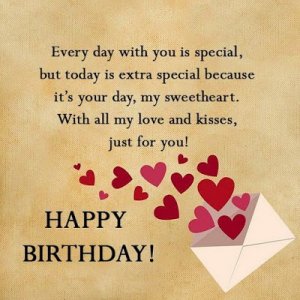 Every day with you is special,
but today is extra special because
it's your day, my sweetheart.
With all my love and kisses,
just for you!
HAPPY
BIRTHDAY!